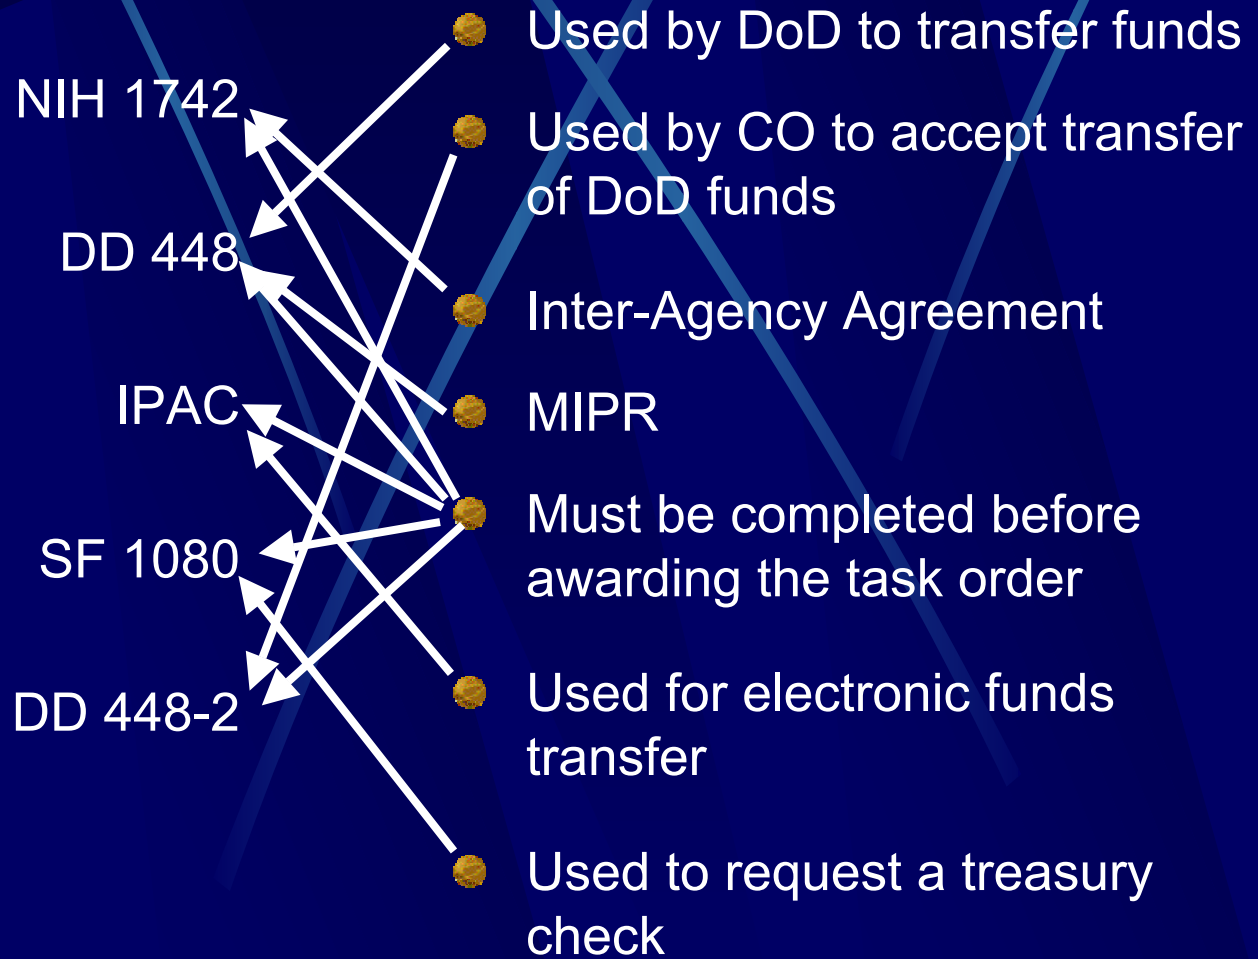 NIH 1742
DD 448
IPAC
SF 1080
DD 448-2
Used by DoD to transfer funds
Used by CO to accept transfer
of DoD funds
Inter-Agency Agreement
MIPR
Must be completed before
awarding the task order
Used for electronic funds
transfer
Used to request a treasury
check